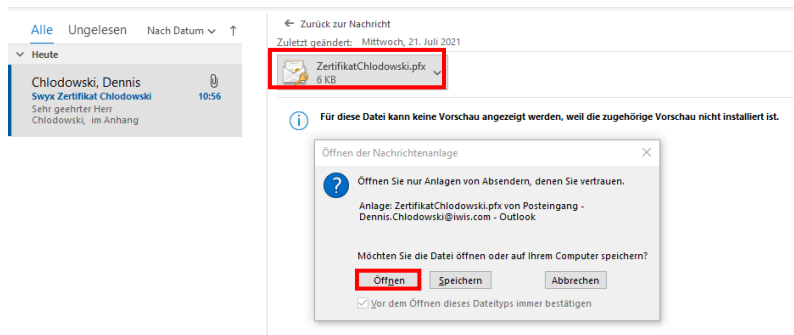 Alle Ungelesen Nach Datum ↑
Heute
Chlodowski, Dennis
Swyx Zertifikat Chlodowski 10:56
Sehr geehrter Herr
Chlodowski, im Anhang
← Zurück zur Nachricht
Zuletzt geändert: Mittwoch, 21. Juli 2021
ZertifikatChlodowski.pfx
6 KB
Für diese Datei kann keine Vorschau angezeigt werden, weil die zugehörige Vorschau nicht installiert ist.
Öffnen der Nachrichtenanlage
Öffnen Sie nur Anlagen von Absendern, denen Sie vertrauen.
Anlage: ZertifikatChlodowski.pfx von Posteingang -
Dennis.Chlodowski@iwis.com - Outlook
Möchten Sie die Datei öffnen oder auf Ihrem Computer speichern?
Öffnen Speichern Abbrechen
Vor dem Öffnen dieses Dateityps immer bestätigen